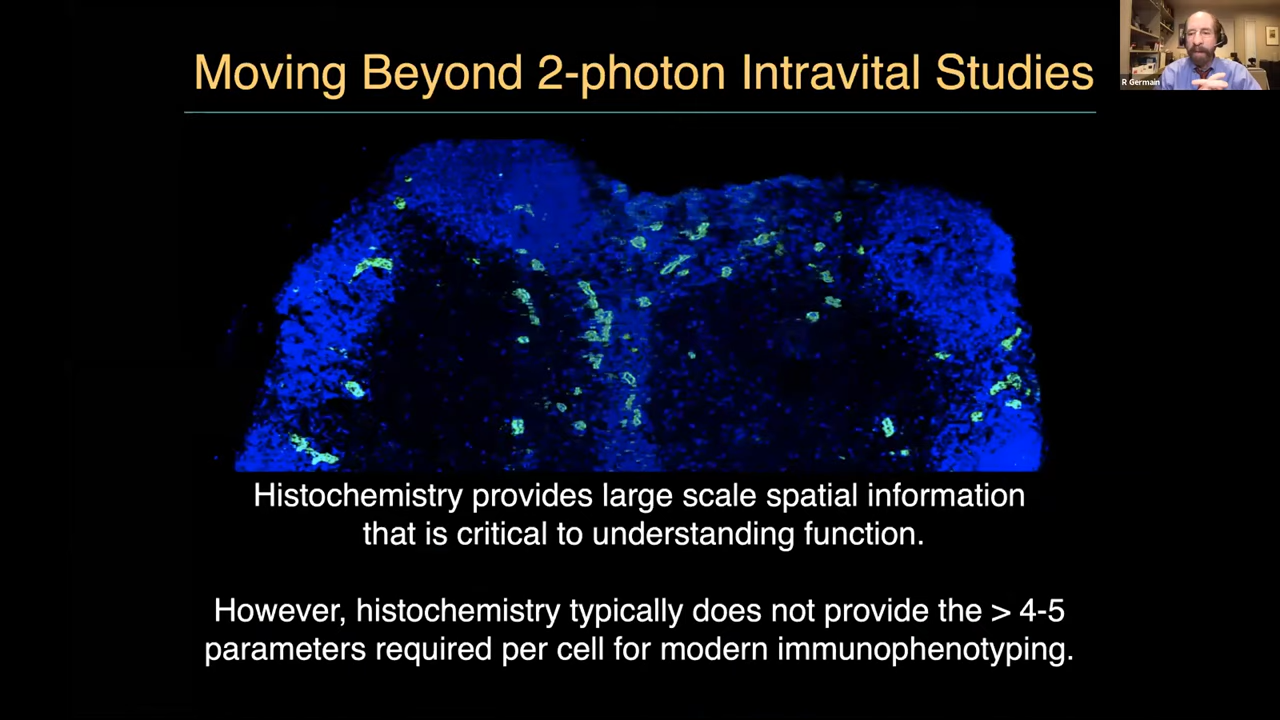 Moving Beyond 2-photon Intravital Studies
R Germain
Histochemistry provides large scale spatial information
that is critical to understanding function.
However, histochemistry typically does not provide the > 4-5
parameters required per cell for modern immunophenotyping.